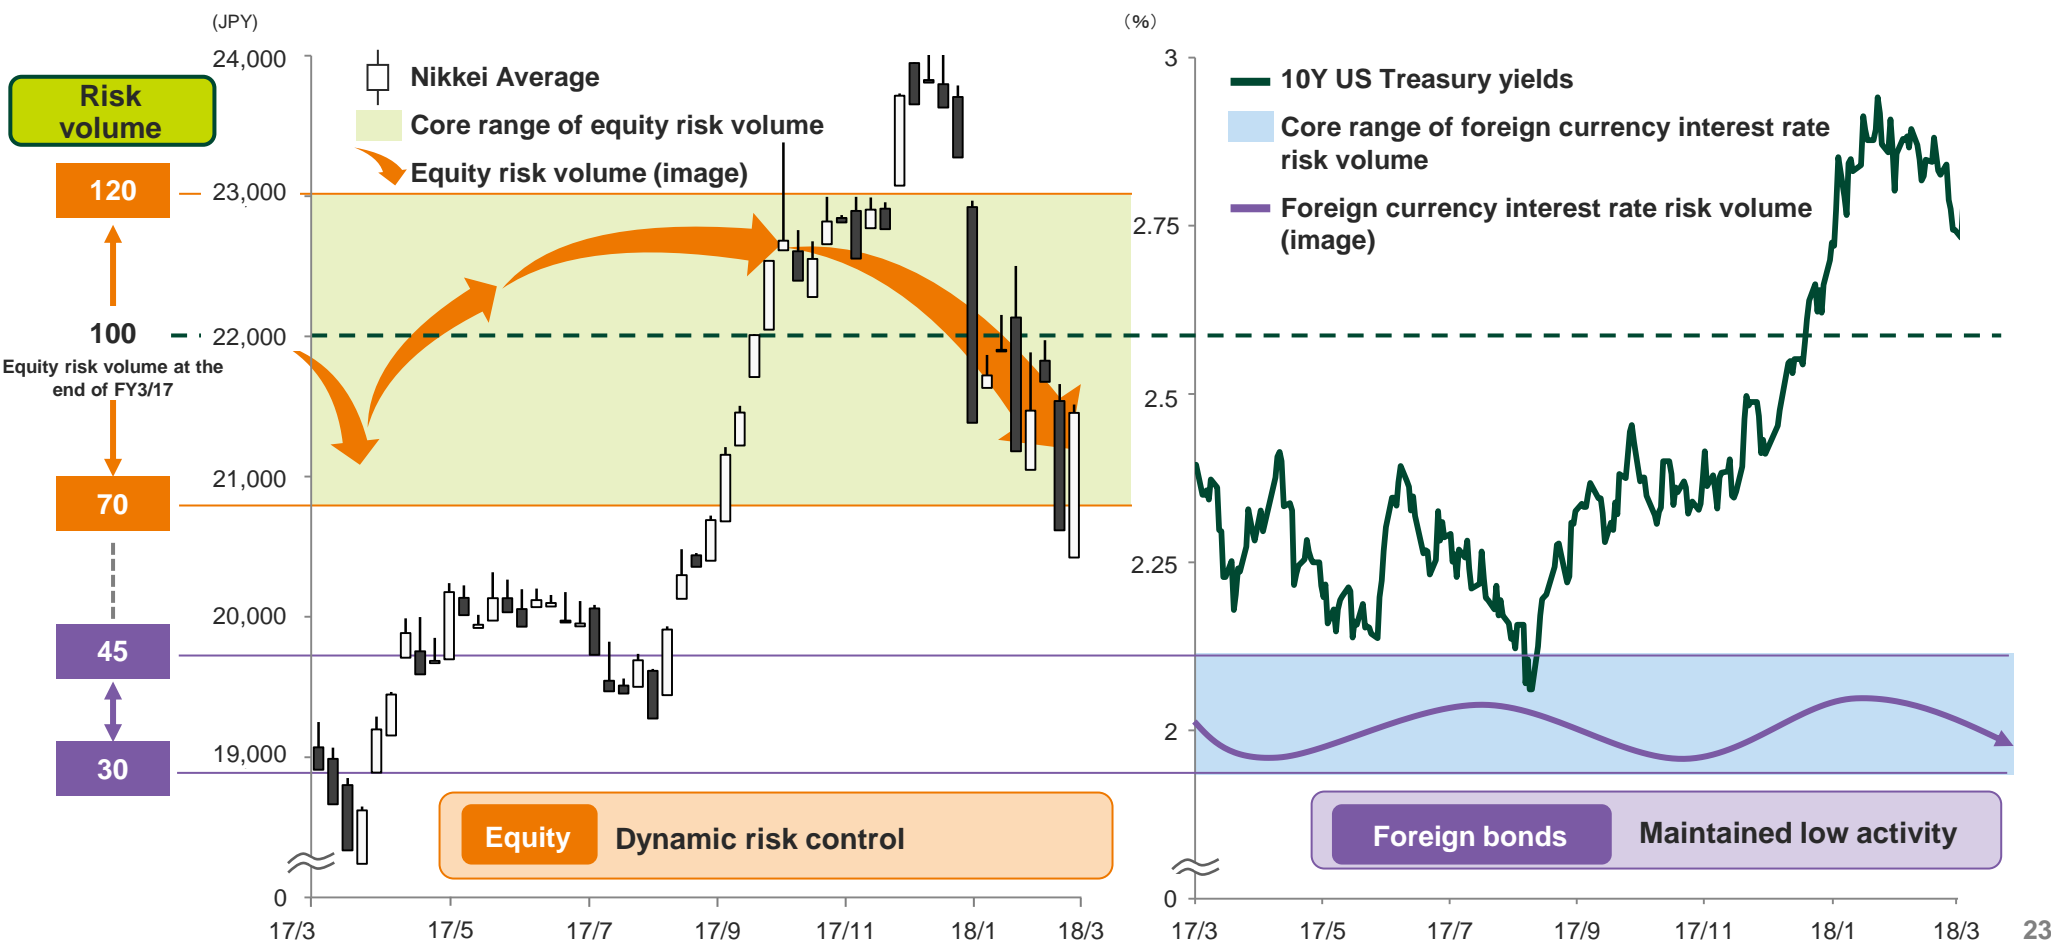 Risk
volume
120
100
Equity risk volume at the
end of FY3/17
70
45
30
(JPY)
24,000
23,000
22,000
21,000
20,000
19,000
0
Nikkei Average
Core range of equity risk volume
Equity risk volume (image)
Equity
Dynamic risk control
17/3
17/5
17/7
17/9
17/11
18/1
18/3
(%)
3
2.75
2.5
2.25
2
0
10Y US Treasury yields
Core range of foreign currency interest rate
risk volume
Foreign currency interest rate risk volume
(image)
Foreign bonds
Maintained low activity
17/3
17/5
17/7
17/9
17/11
18/1
18/3
23